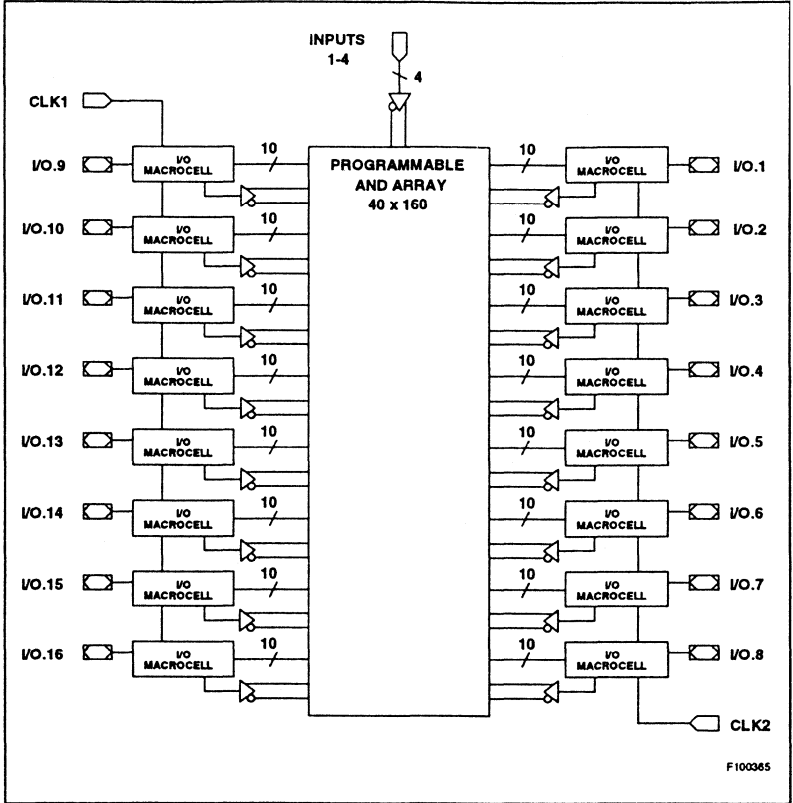 INPUTS
1-4
4
CLK1
I/O.9
I/O
MACROCELL
10
PROGRAMMABLE
AND ARRAY
40 x 160
10
I/O
MACROCELL
I/O.1
I/O.10
I/O
MACROCELL
10
10
I/O
MACROCELL
I/O.2
I/O.11
I/O
MACROCELL
10
10
I/O
MACROCELL
I/O.3
I/O.12
I/O
MACROCELL
10
10
I/O
MACROCELL
I/O.4
I/O.13
I/O
MACROCELL
10
10
I/O
MACROCELL
I/O.5
I/O.14
I/O
MACROCELL
10
10
I/O
MACROCELL
I/O.6
I/O.15
I/O
MACROCELL
10
10
I/O
MACROCELL
I/O.7
I/O.16
I/O
MACROCELL
10
10
I/O
MACROCELL
I/O.8
CLK2
F100365